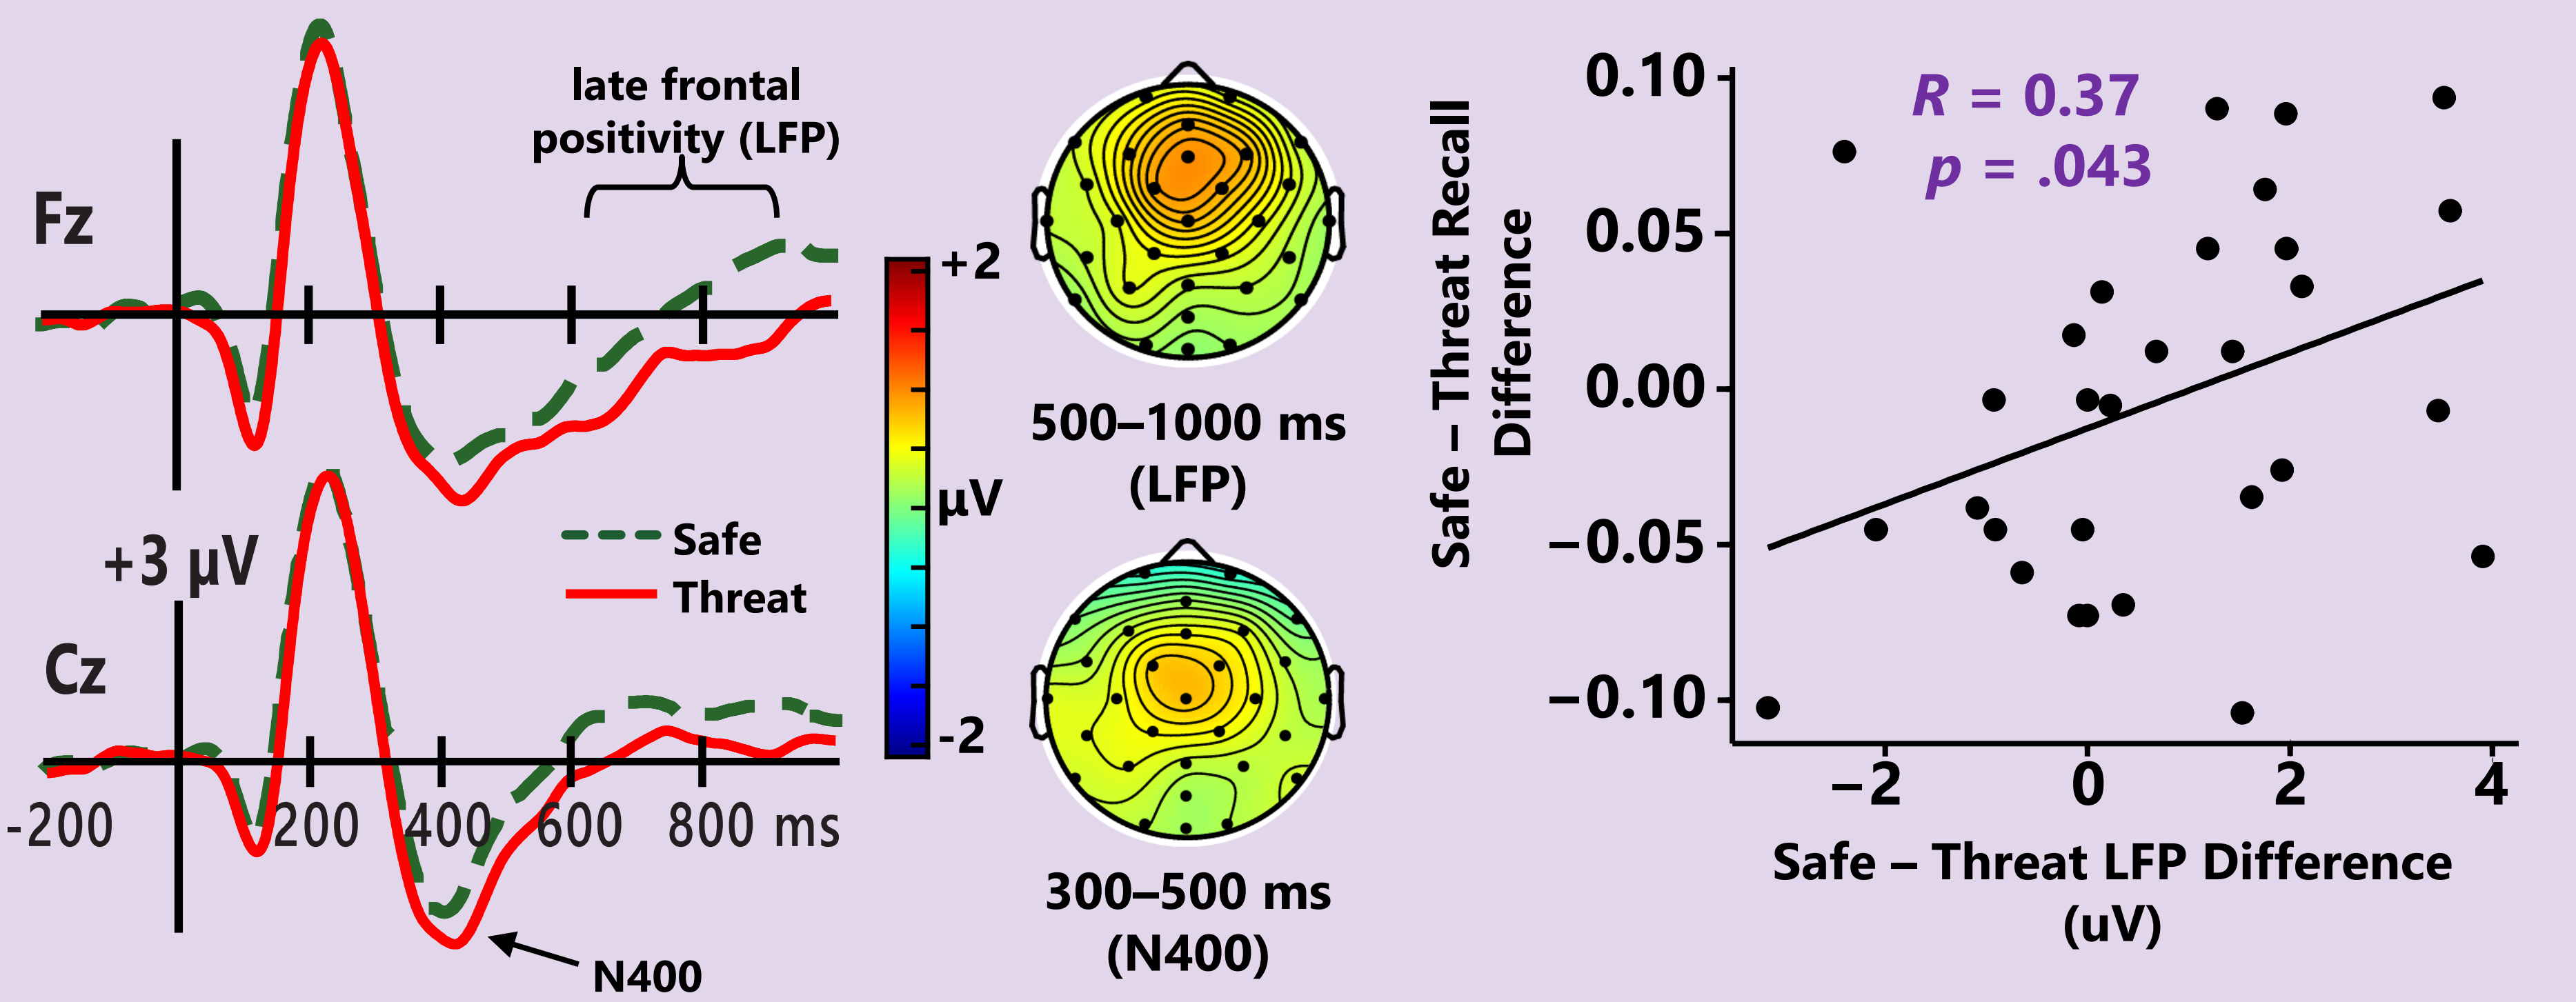 late frontal
positivity (LFP)
Fz
+3 µV
Safe
Threat
Cz
-200
200
400
600
800 ms
N400
+2
µV
-2
500–1000 ms
(LFP)
300–500 ms
(N400)
Safe – Threat Recall
Difference
0.10
0.05
0.00
−0.05
−0.10
R = 0.37
p = .043
−2
0
2
4
Safe – Threat LFP Difference
(uV)